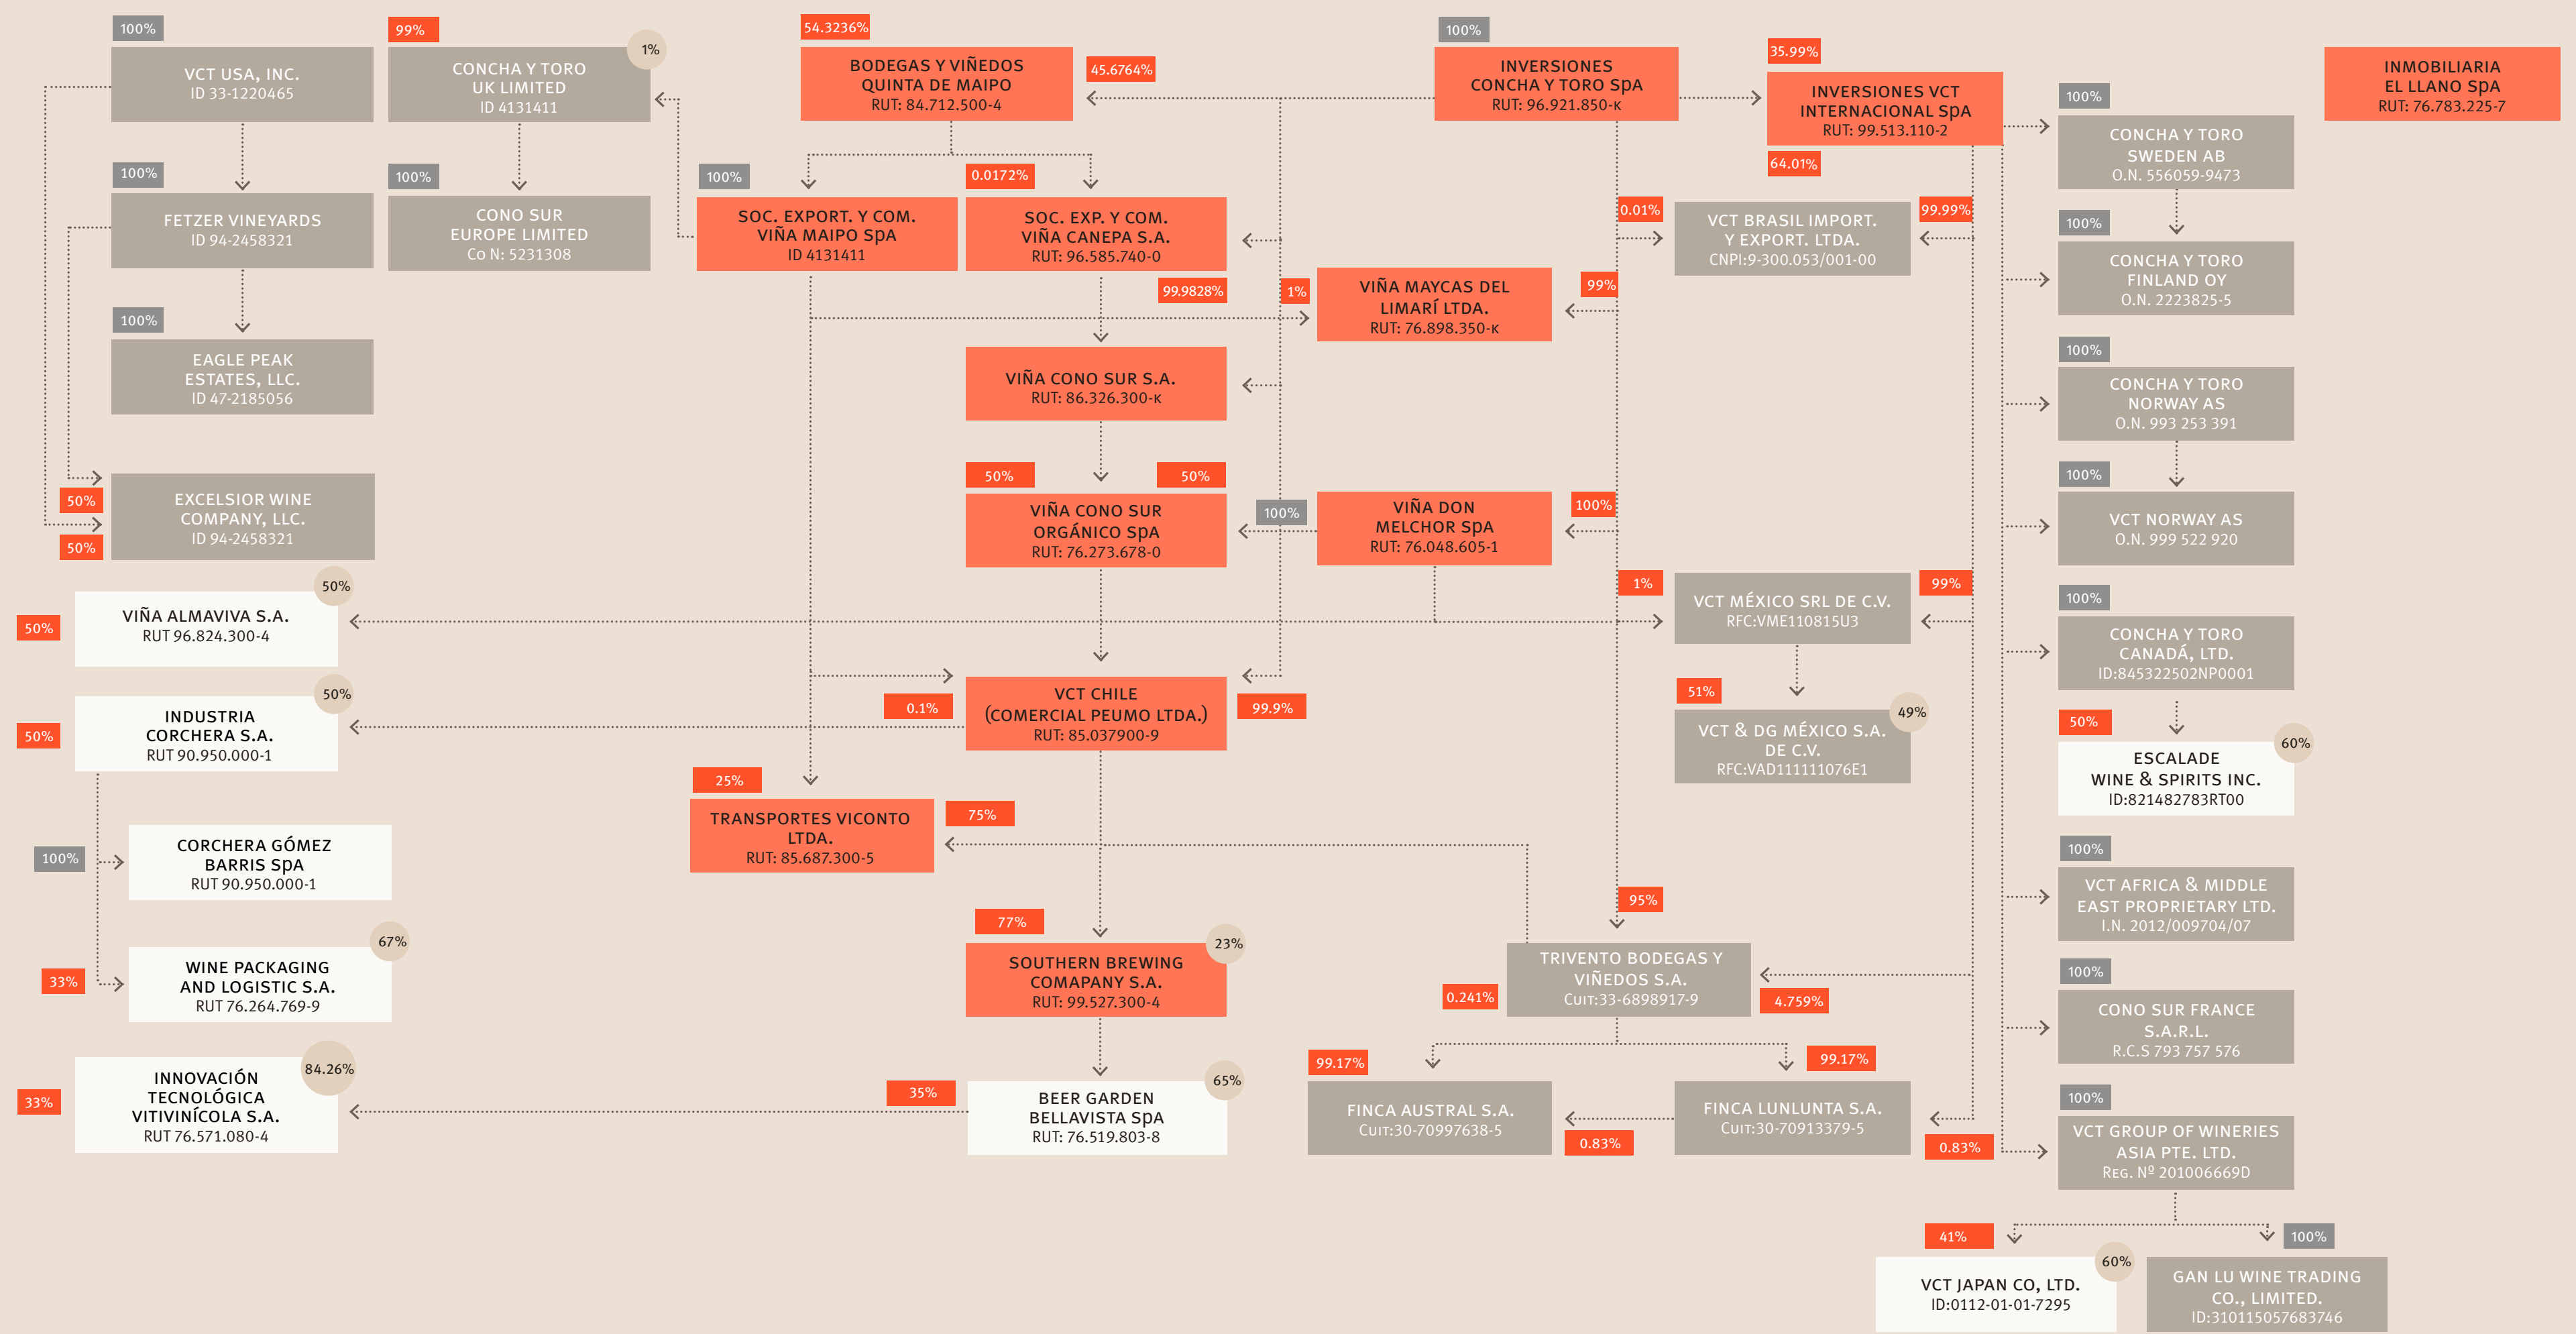 100%
VCT USA, INC.
ID 33-1220465
100%
FETZER VINEYARDS
ID 94-2458321
100%
EAGLE PEAK
ESTATES, LLC.
ID 47-2185056
50%
50%
EXCELSIOR WINE
COMPANY, LLC.
ID 94-2458321
99%
1%
CONCHA Y TORO
UK LIMITED
ID 4131411
100%
CONO SUR
EUROPE LIMITED
Co N: 5231308
50%
50%
VIÑA ALMAVIVA S.A.
RUT 96.824.300-4
50%
50%
INDUSTRIA
CORCHERA S.A.
RUT 90.950.000-1
100%
CORCHERA GÓMEZ
BARRIS SpA
RUT 90.950.000-1
33%
67%
WINE PACKAGING
AND LOGISTIC S.A.
RUT 76.264.769-9
33%
84.26%
INNOVACIÓN
TECNOLÓGICA
VITIVINÍCOLA S.A.
RUT 76.571.080-4
54.3236%
45.6764%
BODEGAS Y VIÑEDOS
QUINTA DE MAIPO
RUT: 84.712.500-4
100%
SOC. EXPORT. Y COM.
VIÑA MAIPO SpA
ID 4131411
0.0172%
SOC. EXP. Y COM.
VIÑA CANEPA S.A.
RUT: 96.585.740-0
99.9828%
VIÑA CONO SUR S.A.
RUT: 86.326.300-K
50%
50%
VIÑA CONO SUR
ORGÁNICO SpA
RUT: 76.273.678-0
VCT CHILE
(COMERCIAL PEUMO LTDA.)
RUT: 85.037900-9
0.1%
99.9%
25%
75%
TRANSPORTES VICONTO
LTDA.
RUT: 85.687.300-5
77%
23%
SOUTHERN BREWING
COMAPANY S.A.
RUT: 99.527.300-4
35%
65%
BEER GARDEN
BELLAVISTA SpA
RUT: 76.519.803-8
100%
INVERSIONES
CONCHA Y TORO SpA
RUT: 96.921.850-K
1%
99%
VIÑA MAYCAS DEL
LIMARÍ LTDA.
RUT: 76.898.350-K
100%
100%
VIÑA DON
MELCHOR SpA
RUT: 76.048.605-1
35.99%
INVERSIONES VCT
INTERNACIONAL SpA
RUT: 99.513.110-2
64.01%
0.01%
99.99%
VCT BRASIL IMPORT.
Y EXPORT. LTDA.
CNPI:9-300.053/001-00
1%
99%
VCT MÉXICO SRL DE C.V.
RFC:VME110815U3
51%
49%
VCT & DG MÉXICO S.A.
DE C.V.
RFC:VAD111111076E1
95%
TRIVENTO BODEGAS Y
VIÑEDOS S.A.
Cuit:33-6898917-9
0.241%
4.759%
99.17%
FINCA AUSTRAL S.A.
Cuit:30-70997638-5
0.83%
99.17%
FINCA LUNLUNTA S.A.
Cuit:30-70913379-5
0.83%
100%
CONCHA Y TORO
SWEDEN AB
O.N. 556059-9473
100%
CONCHA Y TORO
FINLAND OY
O.N. 2223825-5
100%
CONCHA Y TORO
NORWAY AS
O.N. 993 253 391
100%
VCT NORWAY AS
O.N. 999 522 920
100%
CONCHA Y TORO
CANADÁ, LTD.
ID:845322502NP0001
50%
60%
ESCALADE
WINE & SPIRITS INC.
ID:821482783RT00
100%
VCT AFRICA & MIDDLE
EAST PROPRIETARY LTD.
I.N. 2012/009704/07
100%
CONO SUR FRANCE
S.A.R.L.
R.C.S 793 757 576
100%
VCT GROUP OF WINERIES
ASIA PTE. LTD.
Reg. Nº 201006669D
41%
60%
VCT JAPAN CO, LTD.
ID:0112-01-01-7295
100%
GAN LU WINE TRADING
CO., LIMITED.
ID:310115057683746
INMOBILIARIA
EL LLANO SpA
RUT: 76.783.225-7